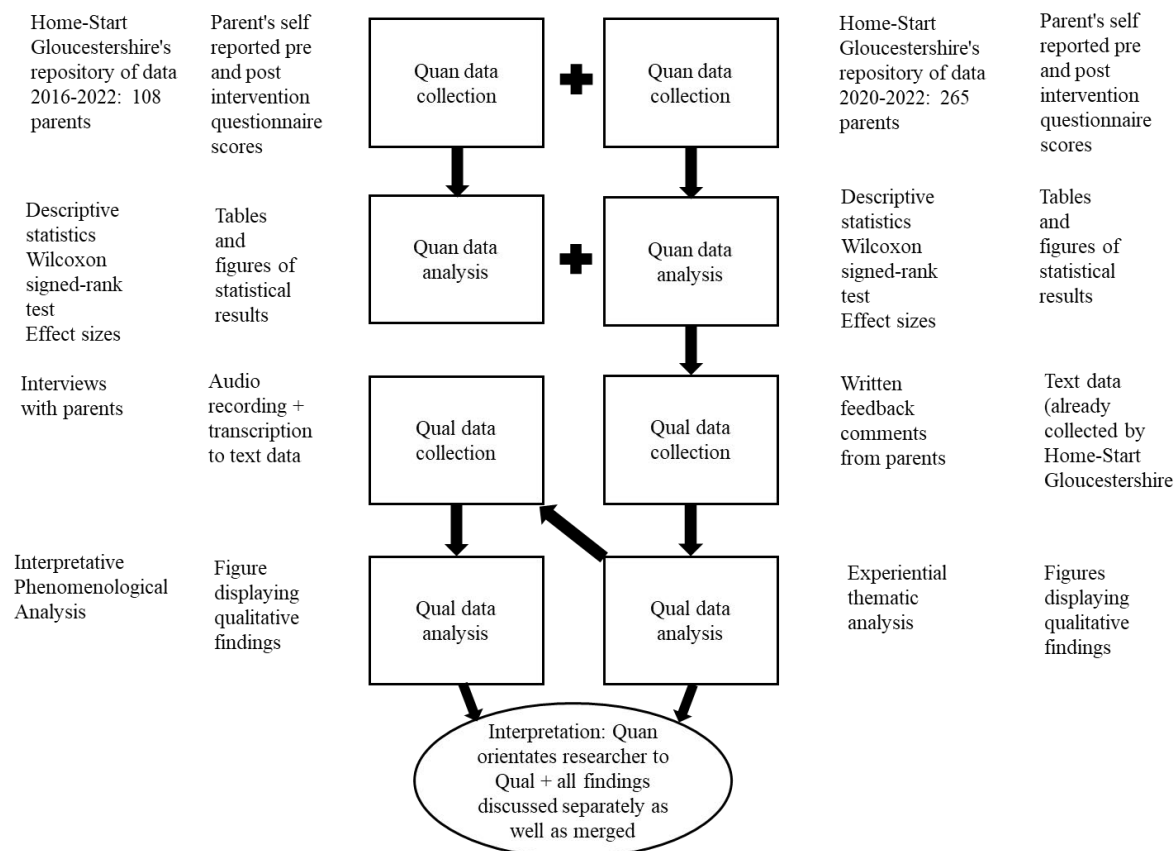 Home-Start
Gloucestershire's
repository of data
2016-2022: 108
parents
Parent's self
reported pre
and post
intervention
questionnaire
scores
Quan data
collection
Quan data
collection
Home-Start
Gloucestershire's
repository of data
2020-2022: 265
parents
Parent's self
reported pre
and post
intervention
questionnaire
scores
Descriptive
statistics
Wilcoxon
signed-rank
test
Effect sizes
Tables
and
figures of
statistical
results
Quan data
analysis
Quan data
analysis
Descriptive
statistics
Wilcoxon
signed-rank
test
Effect sizes
Tables
and
figures of
statistical
results
Interviews
with parents
Audio
recording +
transcription
to text data
Qual data
collection
Qual data
collection
Written
feedback
comments
from parents
Text data
(already
collected by
Home-Start
Gloucestershire
Interpretative
Phenomenological
Analysis
Figure
displaying
qualitative
findings
Qual data
analysis
Qual data
analysis
Experiential
thematic
analysis
Figures
displaying
qualitative
findings
Interpretation: Quan
orientates researcher to
Qual + all findings
discussed separately as
well as merged